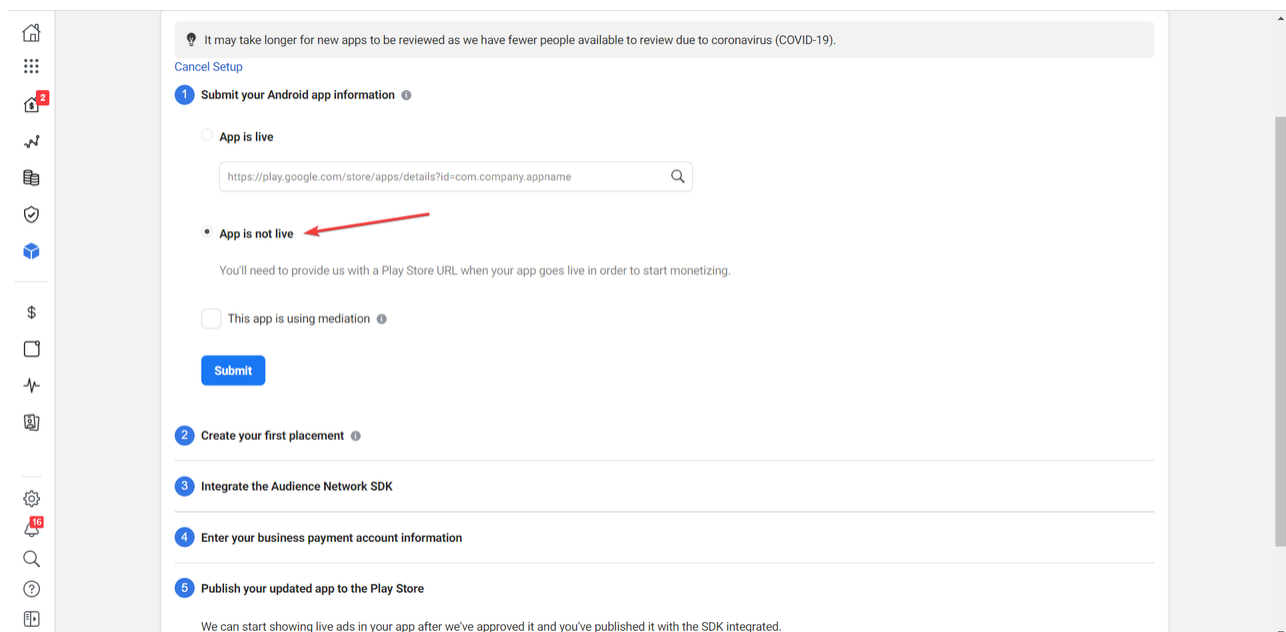 It may take longer for new apps to be reviewed as we have fewer people available to review due to coronavirus (COVID-19).
Cancel Setup
1 Submit your Android app information
App is live
https://play.google.com/store/apps/details?id=com.company.appname
App is not live
You'll need to provide us with a Play Store URL when your app goes live in order to start monetizing.
This app is using mediation
Submit
2 Create your first placement
3 Integrate the Audience Network SDK
4 Enter your business payment account information
5 Publish your updated app to the Play Store
We can start showing live ads in your app after we've approved it and you've published it with the SDK integrated.
2
16